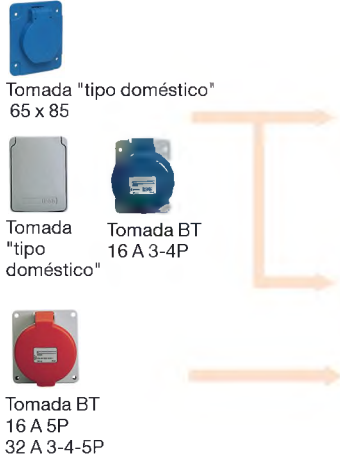 Tomada "tipo doméstico"
65 x 85
Tomada
"tipo
doméstico"
Tomada BT
16 A 3-4P
Tomada BT
16 A 5P
32 A 3-4-5P